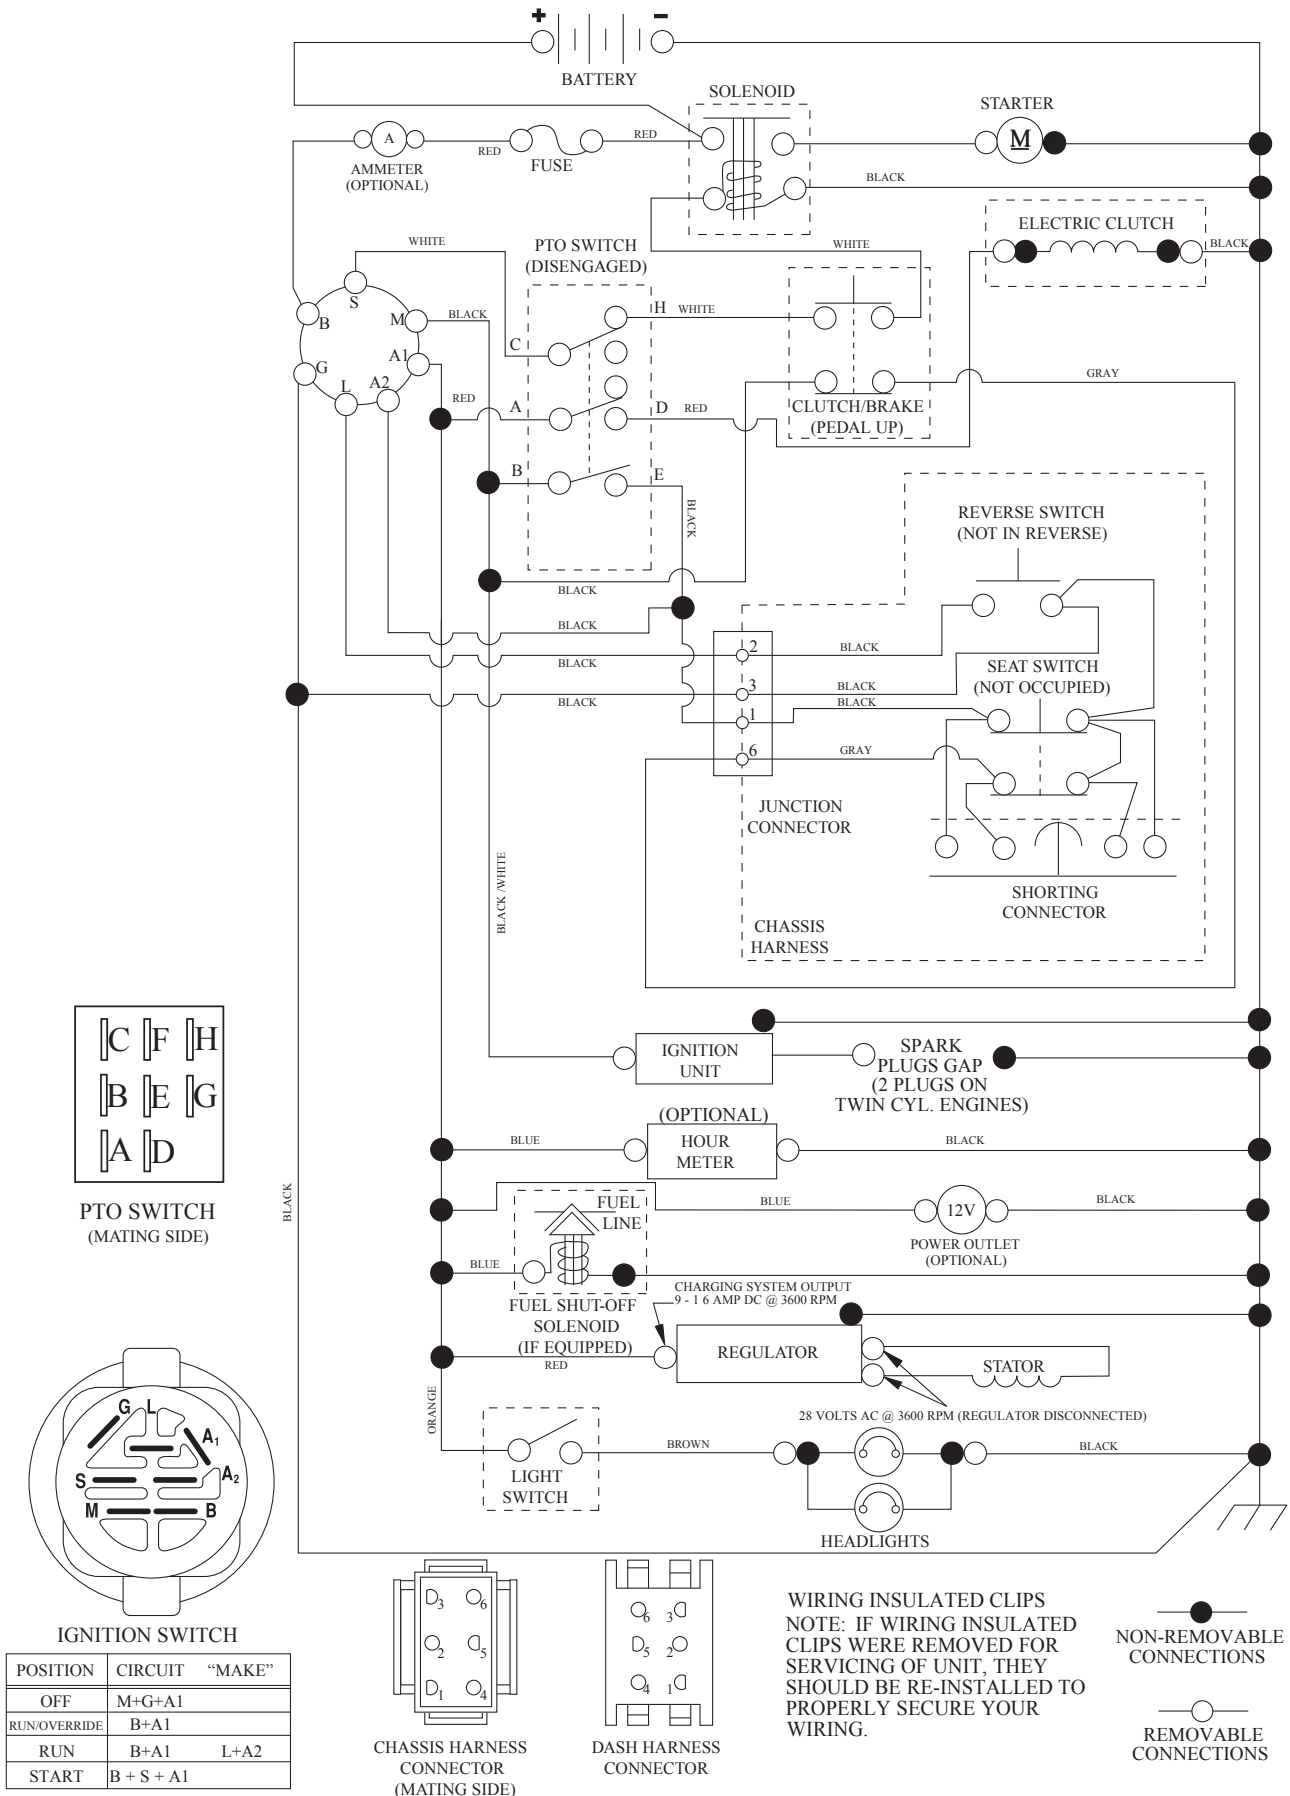 + −
BATTERY
SOLENOID
STARTER
M
A
RED
RED
FUSE
AMMETER
(OPTIONAL)
BLACK
ELECTRIC CLUTCH
BLACK
WHITE
PTO SWITCH
(DISENGAGED)
WHITE
S
B
M
BLACK
H
WHITE
G
A1
C
L
A2
RED
A
D
RED
GRAY
CLUTCH/BRAKE
(PEDAL UP)
B
E
BLACK
REVERSE SWITCH
(NOT IN REVERSE)
BLACK
BLACK
2
BLACK
BLACK
SEAT SWITCH
(NOT OCCUPIED)
3
BLACK
BLACK
BLACK
1
6
GRAY
JUNCTION
CONNECTOR
BLACK /WHITE
SHORTING
CONNECTOR
CHASSIS
HARNESS
C F H
B E G
A D
PTO SWITCH
(MATING SIDE)
IGNITION
UNIT
SPARK
PLUGS GAP
(2 PLUGS ON
TWIN CYL. ENGINES)
(OPTIONAL)
HOUR
METER
BLUE
BLACK
BLACK
FUEL
LINE
BLUE
12V
BLACK
POWER OUTLET
(OPTIONAL)
BLUE
FUEL SHUT-OFF
SOLENOID
(IF EQUIPPED)
CHARGING SYSTEM OUTPUT
9 - 1 6 AMP DC @ 3600 RPM
RED
REGULATOR
STATOR
28 VOLTS AC @ 3600 RPM (REGULATOR DISCONNECTED)
ORANGE
LIGHT
SWITCH
BROWN
BLACK
HEADLIGHTS
G L
A1
S
A2
M B
IGNITION SWITCH
POSITION CIRCUIT “MAKE”
OFF M+G+A1
RUN/OVERRIDE B+A1
RUN B+A1 L+A2
START B + S + A1
3 6
2 5
1 4
CHASSIS HARNESS
CONNECTOR
(MATING SIDE)
6 3
5 2
4 1
DASH HARNESS
CONNECTOR
WIRING INSULATED CLIPS
NOTE: IF WIRING INSULATED
CLIPS WERE REMOVED FOR
SERVICING OF UNIT, THEY
SHOULD BE RE-INSTALLED TO
PROPERLY SECURE YOUR
WIRING.
NON-REMOVABLE
CONNECTIONS
REMOVABLE
CONNECTIONS